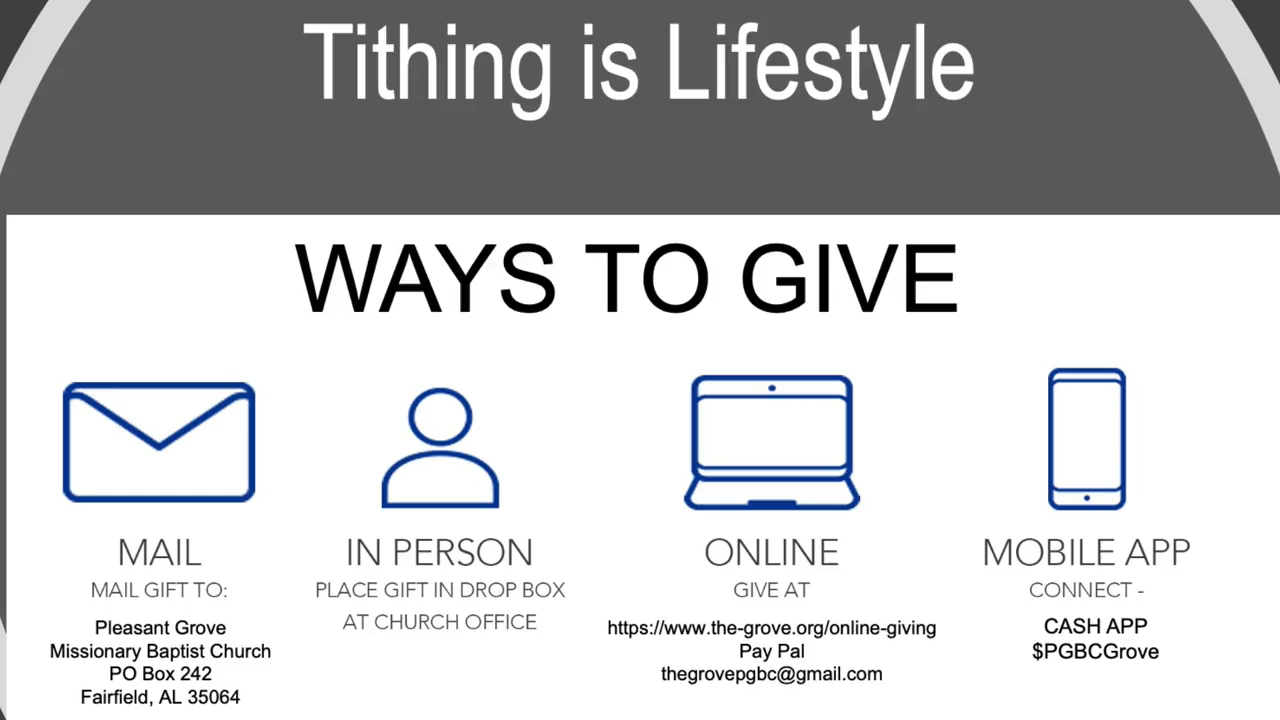 Tithing is Lifestyle
WAYS TO GIVE
MAIL
MAIL GIFT TO:
Pleasant Grove
Missionary Baptist Church
PO Box 242
Fairfield, AL 35064
IN PERSON
PLACE GIFT IN DROP BOX
AT CHURCH OFFICE
ONLINE
GIVE AT
https://www.the-grove.org/online-giving
Pay Pal
thegrovepgbc@gmail.com
MOBILE APP
CONNECT -
CASH APP
$PGBCGrove